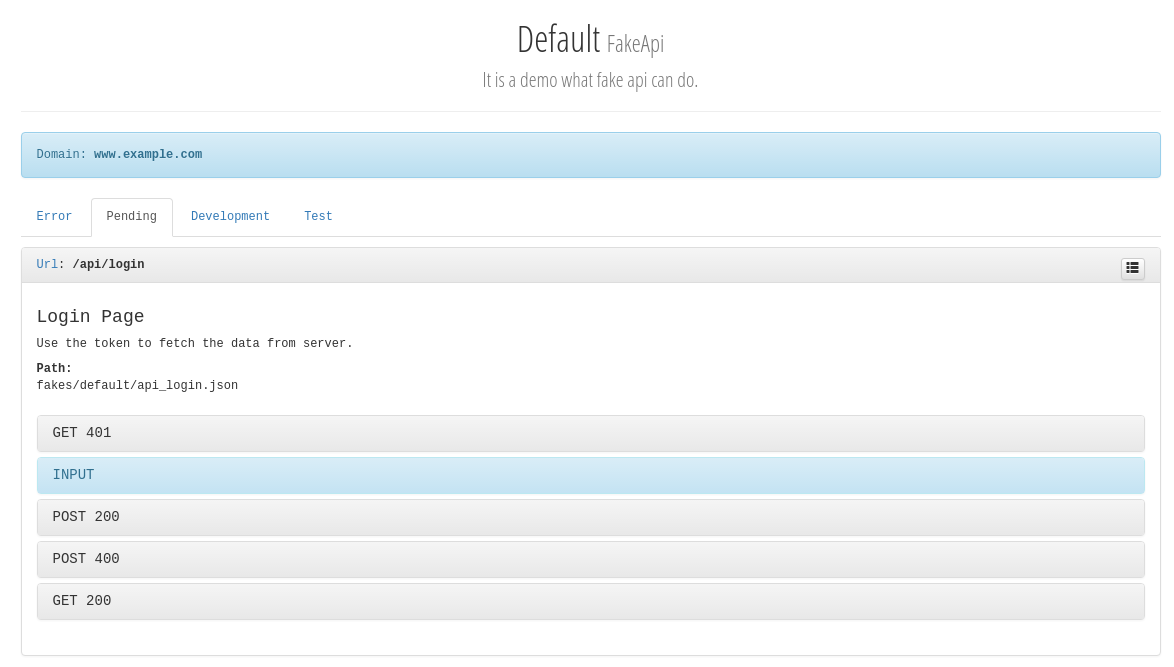 Default FakeApi
It is a demo what fake api can do.
Domain: www.example.com
Error Pending Development Test
Url: /api/login
Login Page
Use the token to fetch the data from server.
Path:
fakes/default/api_login.json
GET 401
INPUT
POST 200
POST 400
GET 200